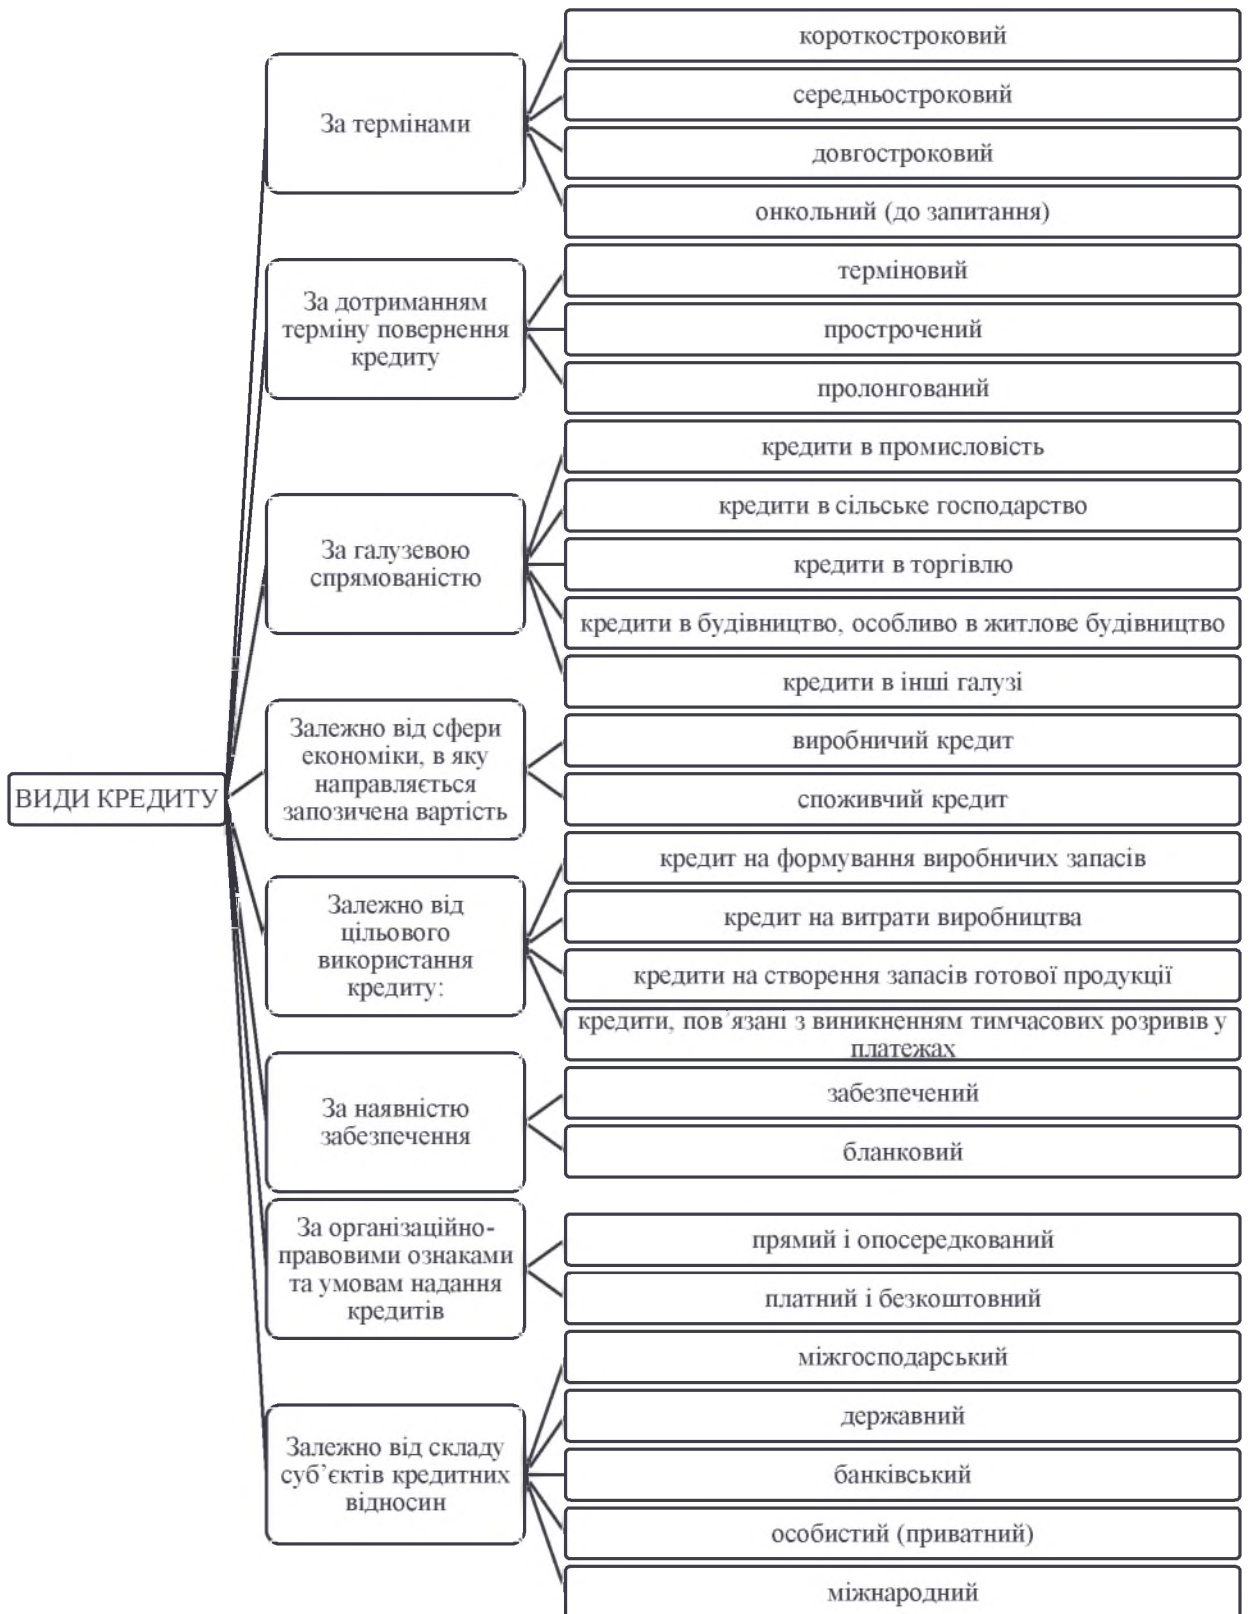 ВИДИ КРЕДИТУ
За термінами
короткостроковий
середньостроковий
довгостроковий
онкольний (до запитання)
За дотриманням
терміну повернення
кредиту
терміновий
прострочений
пролонгований
За галузевою
спрямованістю
кредити в промисловість
кредити в сільське господарство
кредити в торгівлю
кредити в будівництво, особливо в житлове будівництво
кредити в інші галузі
Залежно від сфери
економіки, в яку
направляється
запозичена вартість
виробничий кредит
споживчий кредит
Залежно від
цільового
використання
кредиту:
кредит на формування виробничих запасів
кредит на витрати виробництва
кредити на створення запасів готової продукції
кредити, пов’язані з виникненням тимчасових розривів у
платежах
За наявністю
забезпечення
забезпечений
бланковий
За організаційно-
правовими ознаками
та умовам надання
кредитів
прямий і опосередкований
платний і безкоштовний
Залежно від складу
суб’єктів кредитних
відносин
міжгосподарський
державний
банківський
особистий (приватний)
міжнародний